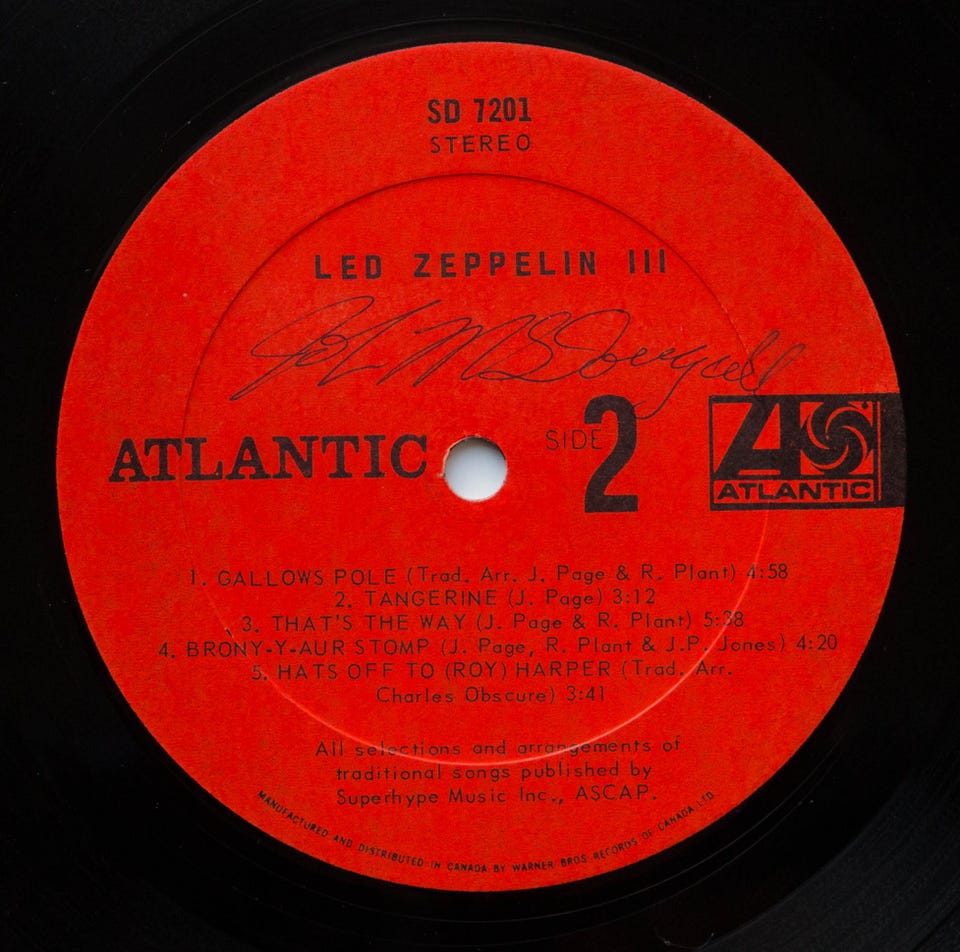 SD 7201
STEREO
LED ZEPPELIN III
ATLANTIC
SIDE 2
ATLANTIC
1. GALLOWS POLE (Trad. Arr. J. Page & R. Plant) 4:58
2. TANGERINE (J. Page) 3:12
3. THAT'S THE WAY (J. Page & R. Plant) 5:38
4. BRONY-Y-AUR STOMP (J. Page, R. Plant & J.P. Jones) 4:20
5. HATS OFF TO (ROY) HARPER (Trad. Arr.
Charles Obscure) 3:41
All selections and arrangements of
traditional songs published by
Superhype Music Inc., ASCAP.
MANUFACTURED AND DISTRIBUTED IN CANADA BY WARNER BROS. RECORDS OF CANADA LTD